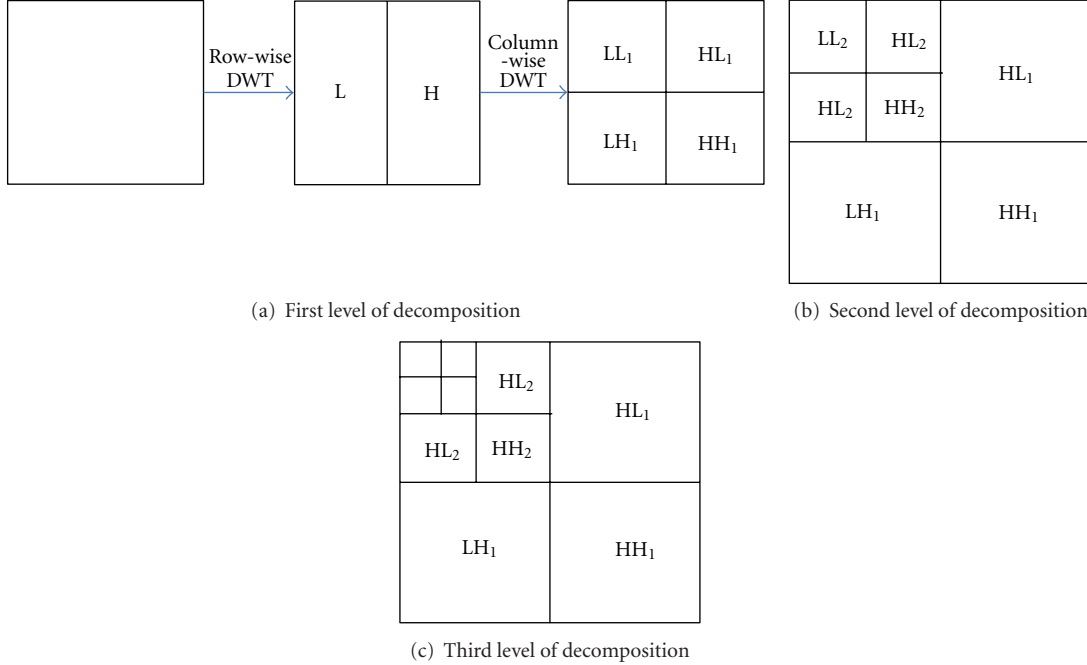 Row-wise
DWT
L
H
Column
-wise
DWT
LL₁
HL₁
LH₁
HH₁
(a) First level of decomposition
LL₂
HL₂
HL₂
HH₂
HL₁
LH₁
HH₁
(b) Second level of decomposition
HL₂
HL₂
HH₂
HL₁
LH₁
HH₁
(c) Third level of decomposition